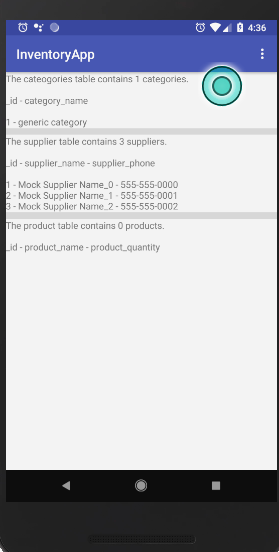 4:36
InventoryApp
The cateogories table contains 1 categories.
_id - category_name
1 - generic category
The supplier table contains 3 suppliers.
_id - supplier_name - supplier_phone
1 - Mock Supplier Name_0 - 555-555-0000
2 - Mock Supplier Name_1 - 555-555-0001
3 - Mock Supplier Name_2 - 555-555-0002
The product table contains 0 products.
_id - product_name - product_quantity